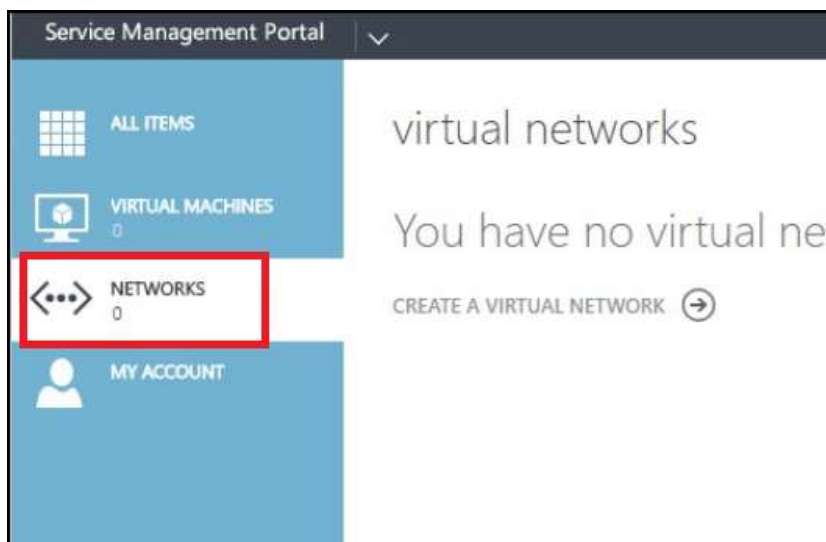 Service Management Portal
ALL ITEMS
VIRTUAL MACHINES
0
NETWORKS
0
MY ACCOUNT
virtual networks
You have no virtual ne
CREATE A VIRTUAL NETWORK